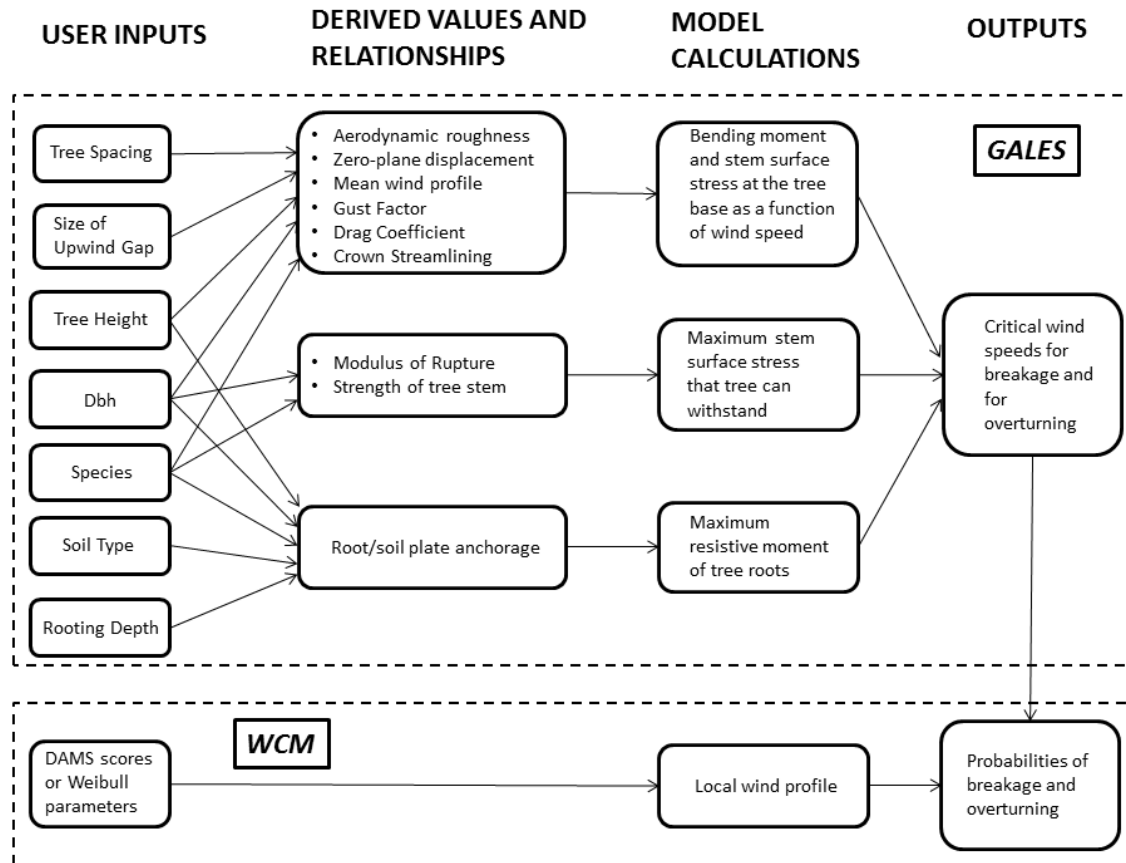 USER INPUTS
DERIVED VALUES AND
RELATIONSHIPS
MODEL
CALCULATIONS
OUTPUTS
GALES
Tree Spacing
Size of
Upwind Gap
Tree Height
Dbh
Species
Soil Type
Rooting Depth
• Aerodynamic roughness
• Zero-plane displacement
• Mean wind profile
• Gust Factor
• Drag Coefficient
• Crown Streamlining
• Modulus of Rupture
• Strength of tree stem
Root/soil plate anchorage
Bending moment
and stem surface
stress at the tree
base as a function
of wind speed
Maximum stem
surface stress
that tree can
withstand
Maximum
resistive moment
of tree roots
Critical wind
speeds for
breakage and
for
overturning
WCM
DAMS scores
or Weibull
parameters
Local wind profile
Probabilities of
breakage and
overturning